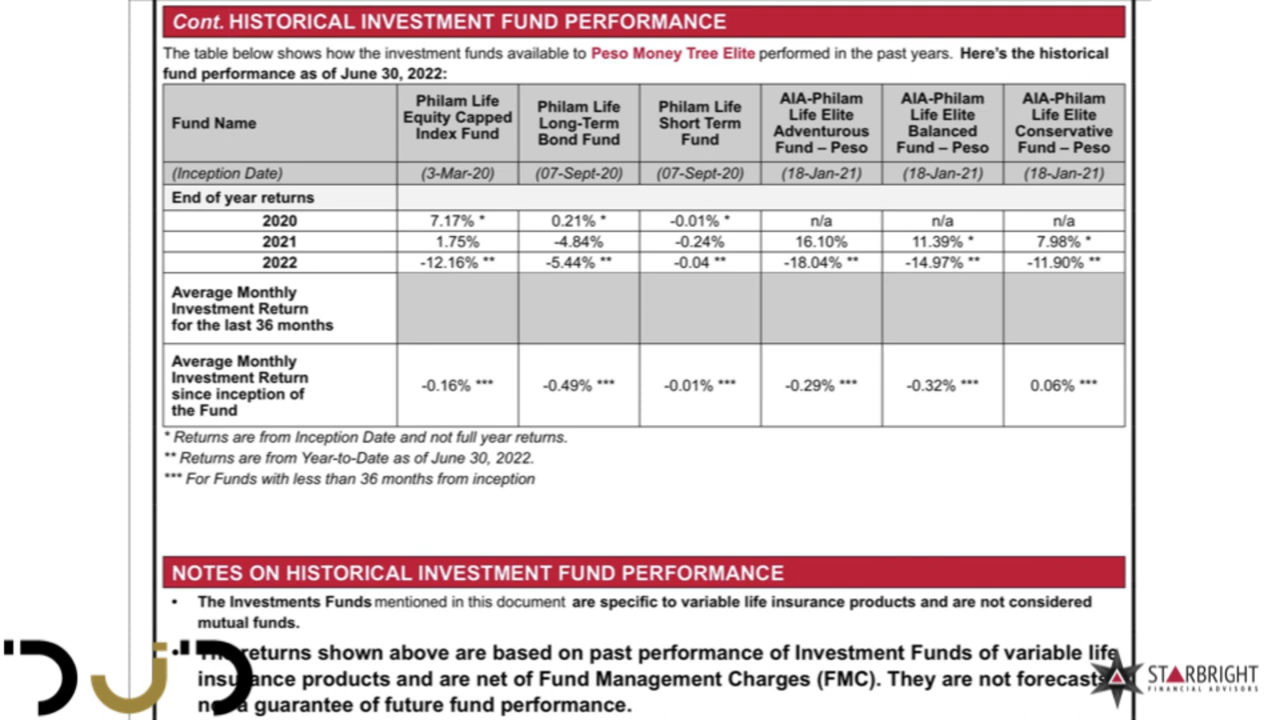 Cont. HISTORICAL INVESTMENT FUND PERFORMANCE
The table below shows how the investment funds available to Peso Money Tree Elite performed in the past years. Here's the historical
fund performance as of June 30, 2022:
Fund Name
Philam Life
Equity Capped
Index Fund
Philam Life
Long-Term
Bond Fund
Philam Life
Short Term
Fund
AIA-Philam
Life Elite
Adventurous
Fund – Peso
AIA-Philam
Life Elite
Balanced
Fund – Peso
AIA-Philam
Life Elite
Conservative
Fund – Peso
(Inception Date) (3-Mar-20) (07-Sept-20) (07-Sept-20) (18-Jan-21) (18-Jan-21) (18-Jan-21)
End of year returns
2020 7.17% * 0.21% * -0.01% * n/a n/a n/a
2021 1.75% -4.84% -0.24% 16.10% 11.39% * 7.98% *
2022 -12.16% ** -5.44% ** -0.04 ** -18.04% ** -14.97% ** -11.90% **
Average Monthly
Investment Return
for the last 36 months
Average Monthly
Investment Return
since inception of
the Fund
-0.16% *** -0.49% *** -0.01% *** -0.29% *** -0.32% *** 0.06% ***
* Returns are from Inception Date and not full year returns.
** Returns are from Year-to-Date as of June 30, 2022.
*** For Funds with less than 36 months from inception
NOTES ON HISTORICAL INVESTMENT FUND PERFORMANCE
• The Investments Funds mentioned in this document are specific to variable life insurance products and are not considered
mutual funds.
• The returns shown above are based on past performance of Investment Funds of variable life
insurance products and are net of Fund Management Charges (FMC). They are not forecasts
a guarantee of future fund performance.
DJD
STARBRIGHT
FINANCIAL ADVISORS